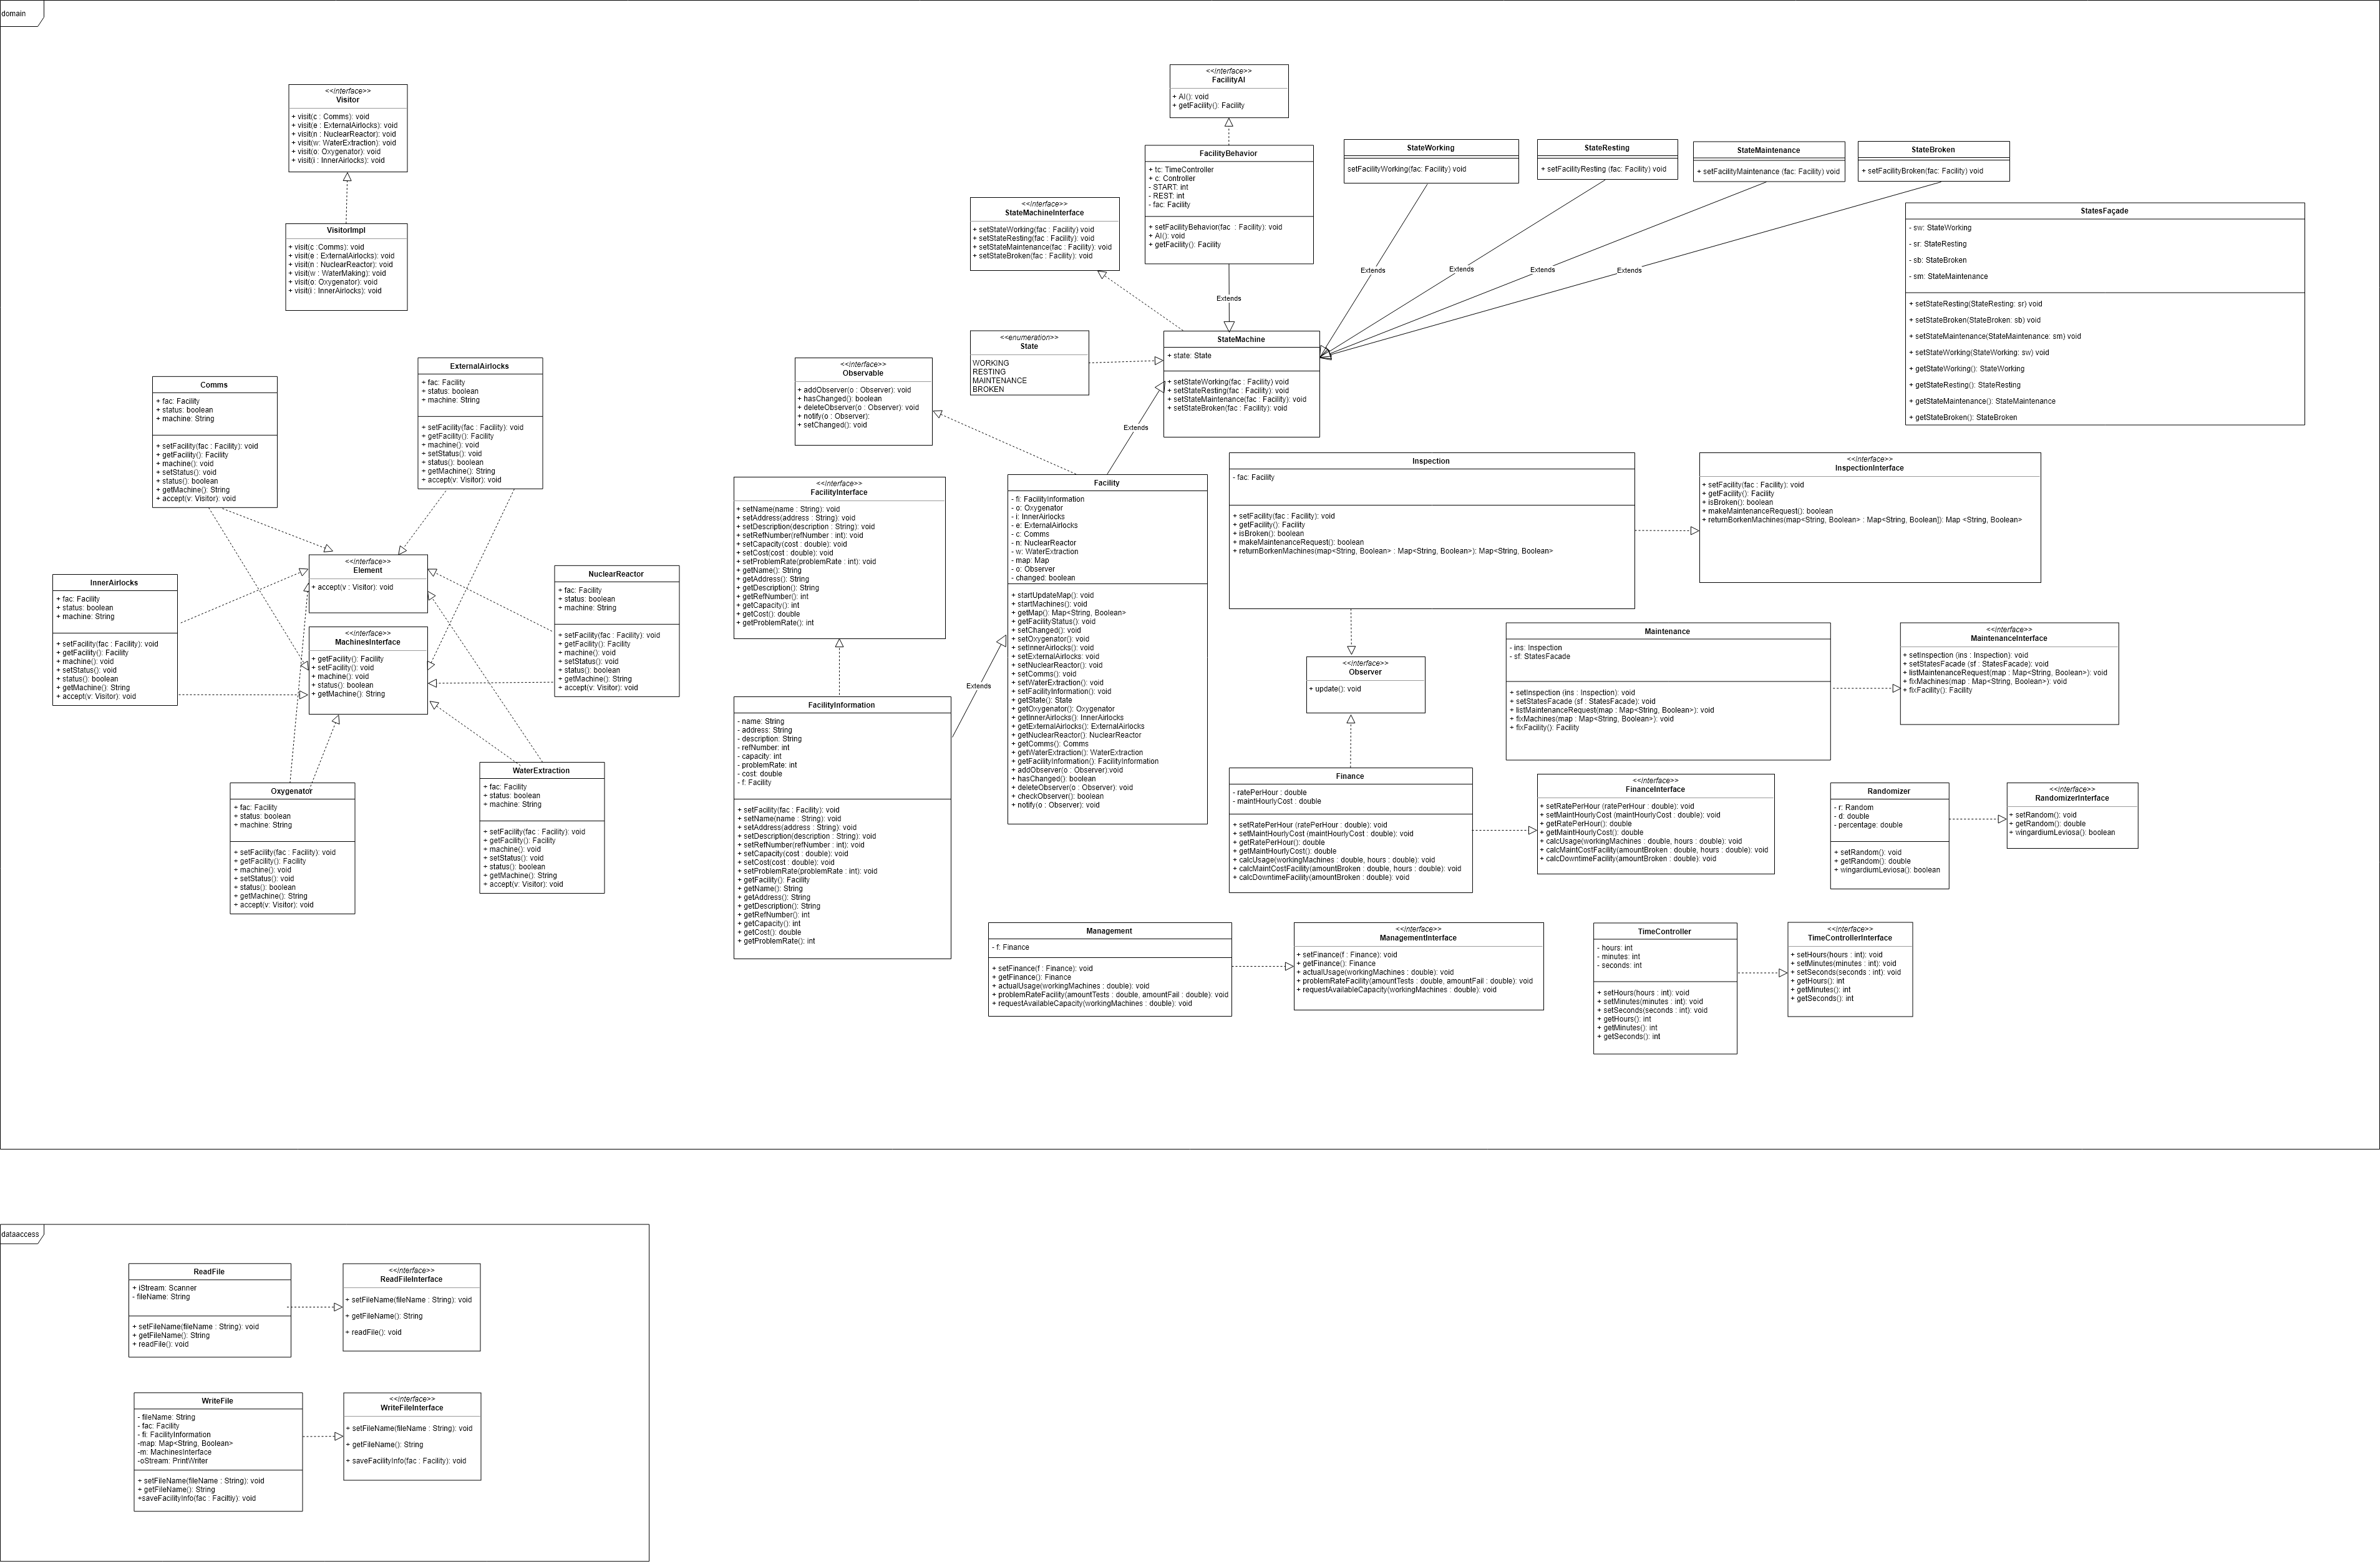 domain
<<interface>>
Visitor
+ visit(c : Comms): void
+ visit(e : ExternalAirlocks): void
+ visit(n : NuclearReactor): void
+ visit(w: WaterExtraction): void
+ visit(o: Oxygenator): void
+ visit(i : InnerAirlocks): void
VisitorImpl
+ visit(c :Comms): void
+ visit(e : ExternalAirlocks): void
+ visit(n : NuclearReactor): void
+ visit(w : WaterMaking): void
+ visit(o: Oxygenator): void
+ visit(i : InnerAirlocks): void
Comms
+ fac: Facility
+ status: boolean
+ machine: String
+ setFacility(fac : Facility): void
+ getFacility(): Facility
+ machine(): void
+ setStatus(): void
+ status(): boolean
+ getMachine(): String
+ accept(v: Visitor): void
ExternalAirlocks
+ fac: Facility
+ status: boolean
+ machine: String
+ setFacility(fac : Facility): void
+ getFacility(): Facility
+ machine(): void
+ setStatus(): void
+ status(): boolean
+ getMachine(): String
+ accept(v: Visitor): void
<<interface>>
Element
+ accept(v : Visitor): void
InnerAirlocks
+ fac: Facility
+ status: boolean
+ machine: String
+ setFacility(fac : Facility): void
+ getFacility(): Facility
+ machine(): void
+ setStatus(): void
+ status(): boolean
+ getMachine(): String
+ accept(v: Visitor): void
<<interface>>
MachinesInterface
+ getFacility(): Facility
+ setFacility(): void
+ machine(): void
+ status(): boolean
+ getMachine(): String
NuclearReactor
+ fac: Facility
+ status: boolean
+ machine: String
+ setFacility(fac : Facility): void
+ getFacility(): Facility
+ machine(): void
+ setStatus(): void
+ status(): boolean
+ getMachine(): String
+ accept(v: Visitor): void
Oxygenator
+ fac: Facility
+ status: boolean
+ machine: String
+ setFacility(fac : Facility): void
+ getFacility(): Facility
+ machine(): void
+ setStatus(): void
+ status(): boolean
+ getMachine(): String
+ accept(v: Visitor): void
WaterExtraction
+ fac: Facility
+ status: boolean
+ machine: String
+ setFacility(fac : Facility): void
+ getFacility(): Facility
+ machine(): void
+ setStatus(): void
+ status(): boolean
+ getMachine(): String
+ accept(v: Visitor): void
<<interface>>
FacilityAI
+ AI(): void
+ getFacility(): Facility
FacilityBehavior
+ tc: TimeController
+ c: Controller
- START: int
- REST: int
- fac: Facility
+ setFacilityBehavior(fac : Facility): void
+ AI(): void
+ getFacility(): Facility
Extends
StateWorking
setFacilityWorking(fac: Facility) void
StateResting
+ setFacilityResting (fac: Facility) void
StateMaintenance
+ setFacilityMaintenance (fac: Facility) void
StateBroken
+ setFacilityBroken(fac: Facility) void
Extends
Extends
Extends
Extends
<<interface>>
StateMachineInterface
+ setStateWorking(fac : Facility) void
+ setStateResting(fac : Facility): void
+ setStateMaintenance(fac : Facility): void
+ setStateBroken(fac : Facility): void
StatesFaçade
- sw: StateWorking
- sr: StateResting
- sb: StateBroken
- sm: StateMaintenance
+ setStateResting(StateResting: sr) void
+ setStateBroken(StateBroken: sb) void
+ setStateMaintenance(StateMaintenance: sm) void
+ setStateWorking(StateWorking: sw) void
+ getStateWorking(): StateWorking
+ getStateResting(): StateResting
+ getStateMaintenance(): StateMaintenance
+ getStateBroken(): StateBroken
<<enumeration>>
State
WORKING
RESTING
MAINTENANCE
BROKEN
StateMachine
+ state: State
+ setStateWorking(fac : Facility) void
+ setStateResting(fac : Facility): void
+ setStateMaintenance(fac : Facility): void
+ setStateBroken(fac : Facility): void
Extends
<<interface>>
Observable
+ addObserver(o : Observer): void
+ hasChanged(): boolean
+ deleteObserver(o : Observer): void
+ notify(o : Observer):
+ setChanged(): void
<<interface>>
FacilityInterface
+ setName(name : String): void
+ setAddress(address : String): void
+ setDescription(description : String): void
+ setRefNumber(refNumber : int): void
+ setCapacity(cost : double): void
+ setCost(cost : double): void
+ setProblemRate(problemRate : int): void
+ getName(): String
+ getAddress(): String
+ getDescription(): String
+ getRefNumber(): int
+ getCapacity(): int
+ getCost(): double
+ getProblemRate(): int
FacilityInformation
- name: String
- address: String
- description: String
- refNumber: int
- capacity: int
- problemRate: int
- cost: double
- f: Facility
+ setFacility(fac : Facility): void
+ setName(name : String): void
+ setAddress(address : String): void
+ setDescription(description : String): void
+ setRefNumber(refNumber : int): void
+ setCapacity(cost : double): void
+ setCost(cost : double): void
+ setProblemRate(problemRate : int): void
+ getFacility(): Facility
+ getName(): String
+ getAddress(): String
+ getDescription(): String
+ getRefNumber(): int
+ getCapacity(): int
+ getCost(): double
+ getProblemRate(): int
Extends
Facility
- fi: FacilityInformation
- o: Oxygenator
- i: InnerAirlocks
- e: ExternalAirlocks
- c: Comms
- n: NuclearReactor
- w: WaterExtraction
- map: Map
- o: Observer
- changed: boolean
+ startUpdateMap(): void
+ startMachines(): void
+ getMap(): Map<String, Boolean>
+ getFacilityStatus(): void
+ setChanged(): void
+ setOxygenator(): void
+ setInnerAirlocks(): void
+ setExternalAirlocks: void
+ setNuclearReactor(): void
+ setComms(): void
+ setWaterExtraction(): void
+ setFacilityInformation(): void
+ getState(): State
+ getOxygenator(): Oxygenator
+ getInnerAirlocks(): InnerAirlocks
+ getExternalAirlocks(): ExternalAirlocks
+ getNuclearReactor(): NuclearReactor
+ getComms(): Comms
+ getWaterExtraction(): WaterExtraction
+ getFacilityInformation(): FacilityInformation
+ addObserver(o : Observer):void
+ hasChanged(): boolean
+ deleteObserver(o : Observer): void
+ checkObserver(): boolean
+ notify(o : Observer): void
Inspection
- fac: Facility
+ setFacility(fac : Facility): void
+ getFacility(): Facility
+ isBroken(): boolean
+ makeMaintenanceRequest(): boolean
+ returnBorkenMachines(map<String, Boolean> : Map<String, Boolean>): Map<String, Boolean>
<<interface>>
InspectionInterface
+ setFacility(fac : Facility): void
+ getFacility(): Facility
+ isBroken(): boolean
+ makeMaintenanceRequest(): boolean
+ returnBorkenMachines(map<String, Boolean> : Map<String, Boolean]): Map <String, Boolean>
<<interface>>
Observer
+ update(): void
Maintenance
- ins: Inspection
- sf: StatesFacade
+ setInspection (ins : Inspection): void
+ setStatesFacade (sf : StatesFacade): void
+ listMaintenanceRequest(map : Map<String, Boolean>): void
+ fixMachines(map : Map<String, Boolean>): void
+ fixFacility(): Facility
<<interface>>
MaintenanceInterface
+ setInspection (ins : Inspection): void
+ setStatesFacade (sf : StatesFacade): void
+ listMaintenanceRequest(map : Map<String, Boolean>): void
+ fixMachines(map : Map<String, Boolean>): void
+ fixFacility(): Facility
Finance
- ratePerHour : double
- maintHourlyCost : double
+ setRatePerHour (ratePerHour : double): void
+ setMaintHourlyCost (maintHourlyCost : double): void
+ getRatePerHour(): double
+ getMaintHourlyCost(): double
+ calcUsage(workingMachines : double, hours : double): void
+ calcMaintCostFacility(amountBroken : double, hours : double): void
+ calcDowntimeFacility(amountBroken : double): void
<<interface>>
FinanceInterface
+ setRatePerHour (ratePerHour : double): void
+ setMaintHourlyCost (maintHourlyCost : double): void
+ getRatePerHour(): double
+ getMaintHourlyCost(): double
+ calcUsage(workingMachines : double, hours : double): void
+ calcMaintCostFacility(amountBroken : double, hours : double): void
+ calcDowntimeFacility(amountBroken : double): void
Randomizer
- r: Random
- d: double
- percentage: double
+ setRandom(): void
+ getRandom(): double
+ wingardiumLeviosa(): boolean
<<interface>>
RandomizerInterface
+ setRandom(): void
+ getRandom(): double
+ wingardiumLeviosa(): boolean
Management
- f: Finance
+ setFinance(f : Finance): void
+ getFinance(): Finance
+ actualUsage(workingMachines : double): void
+ problemRateFacility(amountTests : double, amountFail : double): void
+ requestAvailableCapacity(workingMachines : double): void
<<interface>>
ManagementInterface
+ setFinance(f : Finance): void
+ getFinance(): Finance
+ actualUsage(workingMachines : double): void
+ problemRateFacility(amountTests : double, amountFail : double): void
+ requestAvailableCapacity(workingMachines : double): void
TimeController
- hours: int
- minutes: int
- seconds: int
+ setHours(hours : int): void
+ setMinutes(minutes : int): void
+ setSeconds(seconds : int): void
+ getHours(): int
+ getMinutes(): int
+ getSeconds(): int
<<interface>>
TimeControllerInterface
+ setHours(hours : int): void
+ setMinutes(minutes : int): void
+ setSeconds(seconds : int): void
+ getHours(): int
+ getMinutes(): int
+ getSeconds(): int
dataaccess
ReadFile
+ iStream: Scanner
- fileName: String
+ setFileName(fileName : String): void
+ getFileName(): String
+ readFile(): void
<<interface>>
ReadFileInterface
+ setFileName(fileName : String): void
+ getFileName(): String
+ readFile(): void
WriteFile
- fileName: String
- fac: Facility
- fi: FacilityInformation
-map: Map<String, Boolean>
-m: MachinesInterface
-oStream: PrintWriter
+ setFileName(fileName : String): void
+ getFileName(): String
+saveFacilityInfo(fac : Faciltiy): void
<<interface>>
WriteFileInterface
+ setFileName(fileName : String): void
+ getFileName(): String
+ saveFacilityInfo(fac : Facility): void